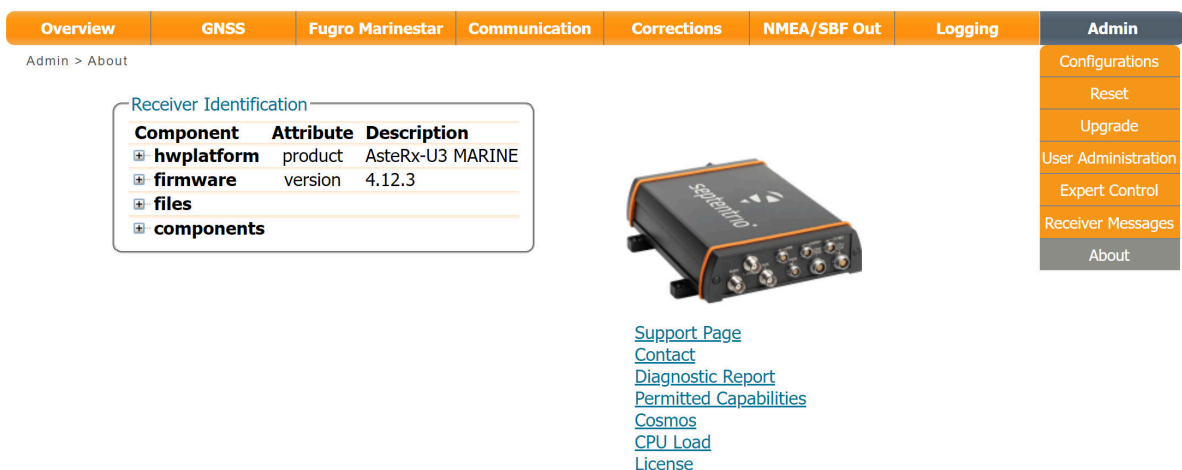 Overview GNSS Fugro Marinestar Communication Corrections NMEA/SBF Out Logging Admin
Admin > About
Configurations
Reset
Upgrade
User Administration
Expert Control
Receiver Messages
About
Receiver Identification
Component Attribute Description
hwplatform product AsteRx-U3 MARINE
firmware version 4.12.3
files
components
septentrio
Support Page
Contact
Diagnostic Report
Permitted Capabilities
Cosmos
CPU Load
License